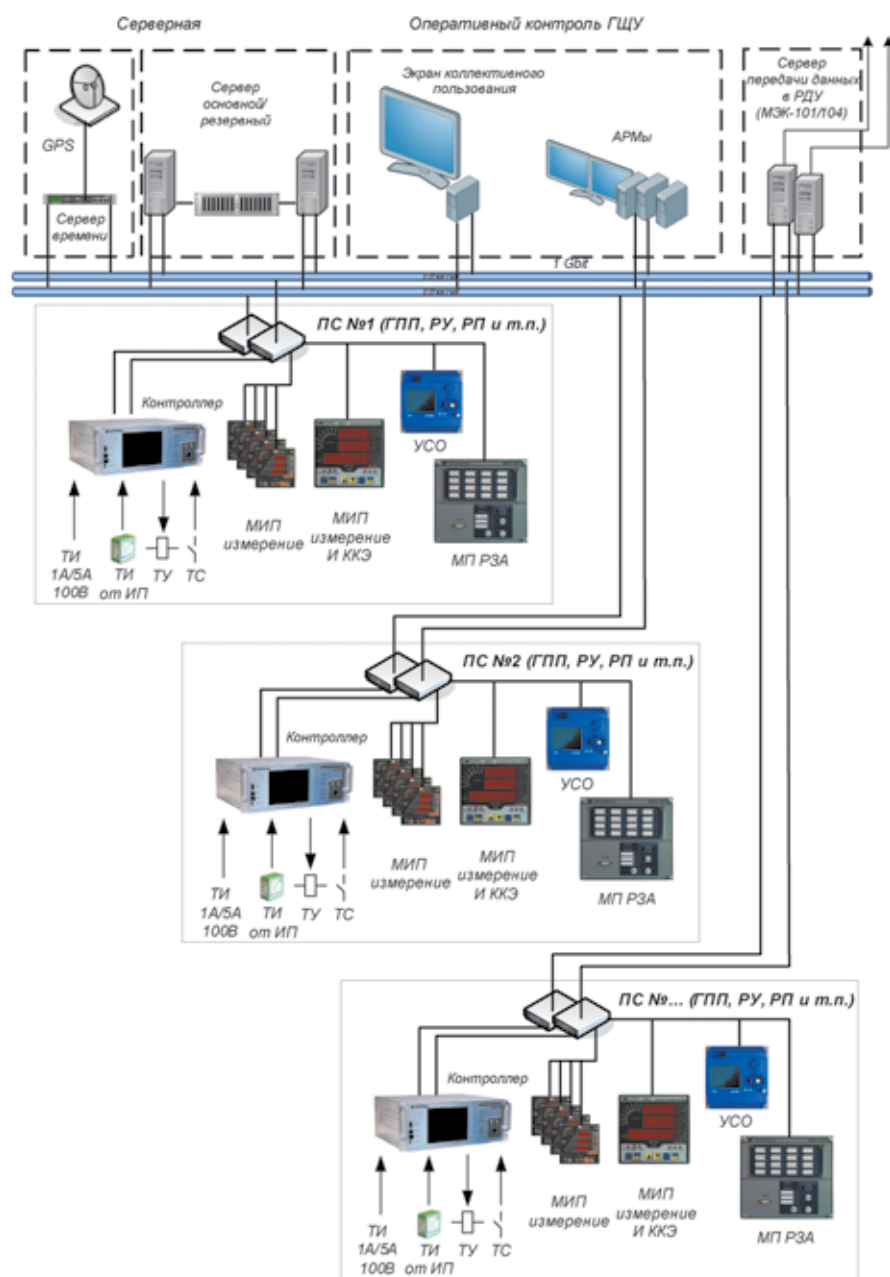 Серверная
Оперативный контроль ГЩУ
GPS
Сервер
времени
Сервер
основной/
резервный
Экран коллективного
пользования
АРМы
Сервер
передачи данных
в РДУ
(МЭК-101/104)
1 Gbit
ПС №1 (ГПП, РУ, РП и т.п.)
Контроллер
УСО
МИП
измерение
МИП
измерение
И ККЭ
МП РЗА
ТИ
1А/5А
100В
ТИ
от ИП
ТУ
ТС
ПС №2 (ГПП, РУ, РП и т.п.)
Контроллер
УСО
МИП
измерение
МИП
измерение
И ККЭ
МП РЗА
ТИ
1А/5А
100В
ТИ
от ИП
ТУ
ТС
ПС №... (ГПП, РУ, РП и т.п.)
Контроллер
УСО
МИП
измерение
МИП
измерение
И ККЭ
МП РЗА
ТИ
1А/5А
100В
ТИ
от ИП
ТУ
ТС